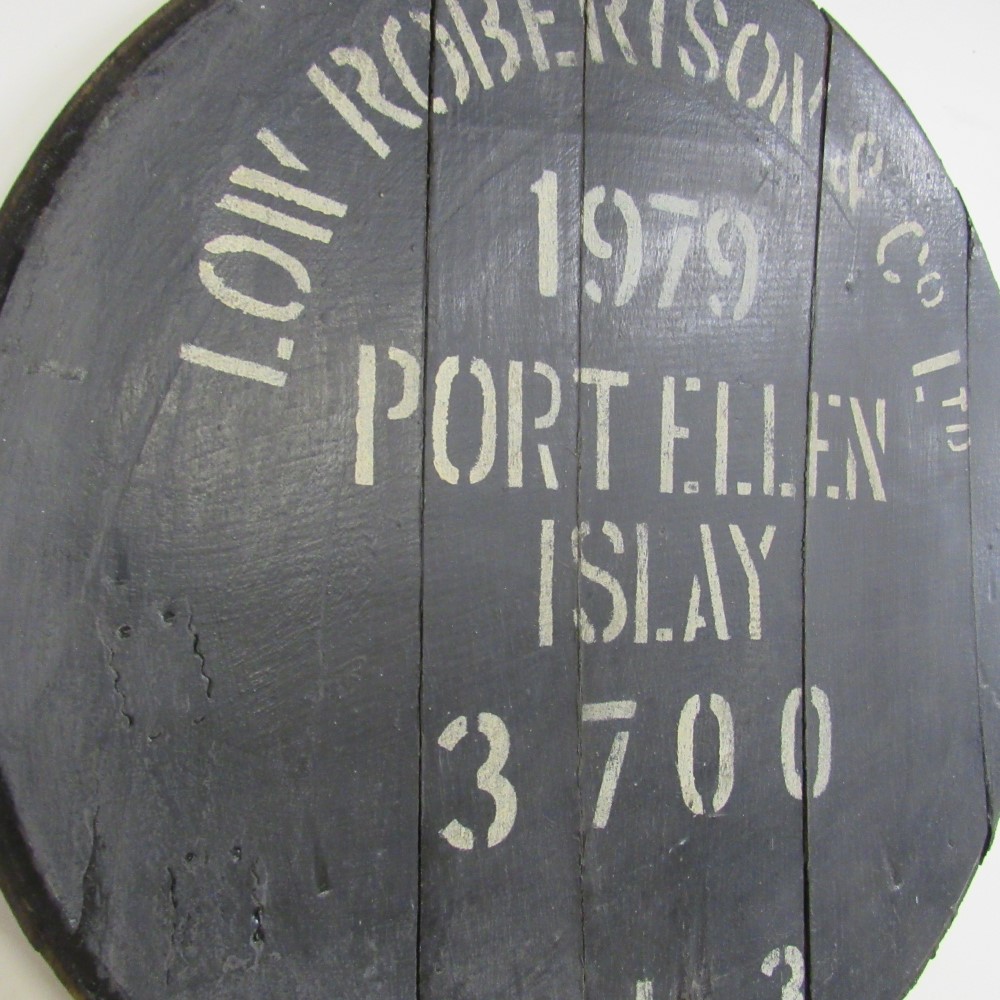 LOW ROBERTSON & CO LTD
1979
PORT ELLEN
ISLAY
3700